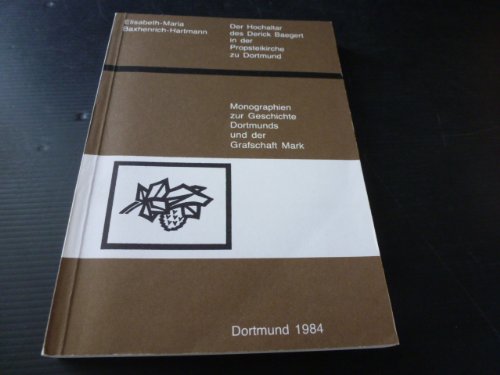 Elisabeth-Maria
Baxhenrich-Hartmann
Der Hochaltar
des Derick Baegert
in der
Propsteikirche
zu Dortmund
Monographien
zur Geschichte
Dortmunds
und der
Grafschaft Mark
Dortmund 1984